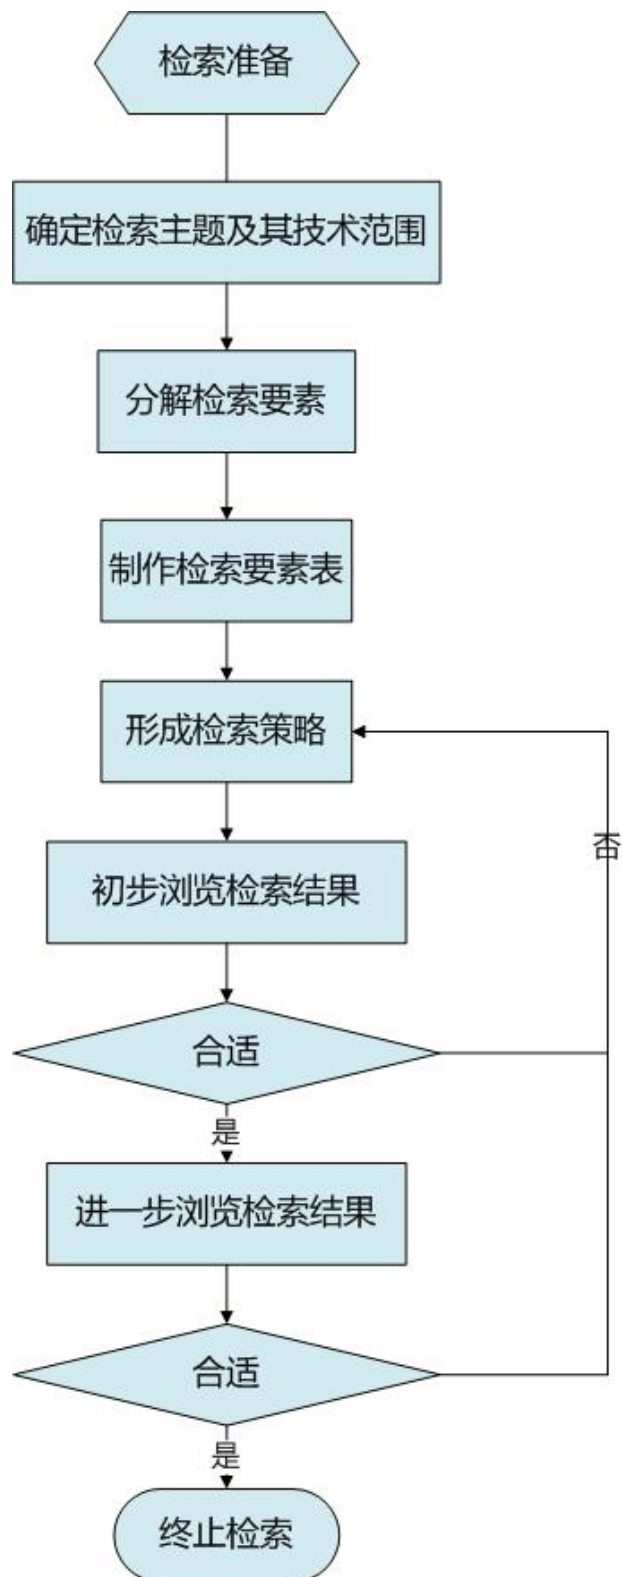 检索准备
确定检索主题及其技术范围
分解检索要素
制作检索要素表
形成检索策略
否
初步浏览检索结果
合适
是
进一步浏览检索结果
合适
是
终止检索